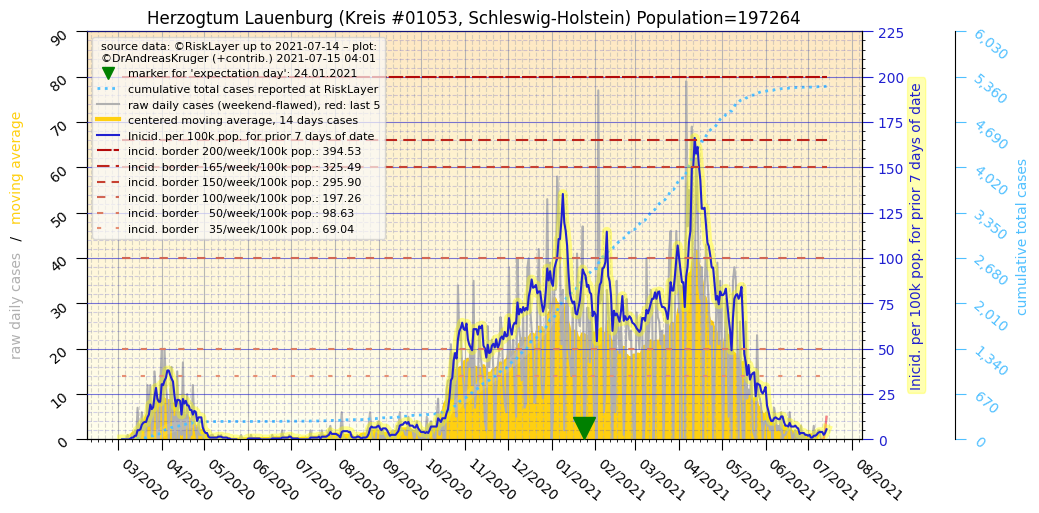 Herzogtum Lauenburg (Kreis #01053, Schleswig-Holstein) Population=197264
source data: ©RiskLayer up to 2021-07-14 – plot:
©DrAndreasKruger (+contrib.) 2021-07-15 04:01
marker for 'expectation day': 24.01.2021
cumulative total cases reported at RiskLayer
raw daily cases (weekend-flawed), red: last 5
centered moving average, 14 days cases
Inicid. per 100k pop. for prior 7 days of date
incid. border 200/week/100k pop.: 394.53
incid. border 165/week/100k pop.: 325.49
incid. border 150/week/100k pop.: 295.90
incid. border 100/week/100k pop.: 197.26
incid. border   50/week/100k pop.: 98.63
incid. border   35/week/100k pop.: 69.04
raw daily cases / moving average
90
80
70
60
50
40
30
20
10
0
03/2020
04/2020
05/2020
06/2020
07/2020
08/2020
09/2020
10/2020
11/2020
12/2020
01/2021
02/2021
03/2021
04/2021
05/2021
06/2021
07/2021
08/2021
225
200
175
150
125
100
75
50
25
0
Inicid. per 100k pop. for prior 7 days of date
6,030
5,360
4,690
4,020
3,350
2,680
2,010
1,340
670
0
cumulative total cases